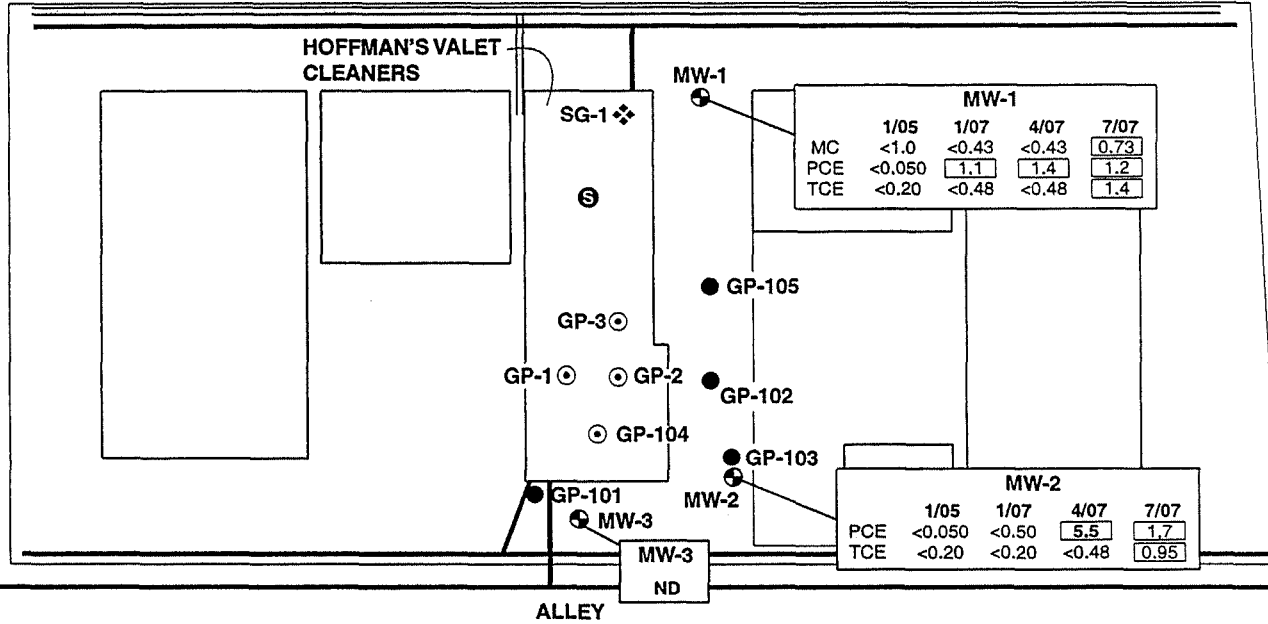 HOFFMAN'S VALET
CLEANERS
MW-1
SG-1
S
MW-1
1/05 1/07 4/07 7/07
MC <1.0 <0.43 <0.43 0.73
PCE <0.050 1.1 1.4 1.2
TCE <0.20 <0.48 <0.48 1.4
GP-105
GP-3
GP-1
GP-2
GP-102
GP-104
GP-103
MW-2
GP-101
MW-3
MW-2
1/05 1/07 4/07 7/07
PCE <0.050 <0.50 5.5 1.7
TCE <0.20 <0.20 <0.48 0.95
MW-3
ND
ALLEY